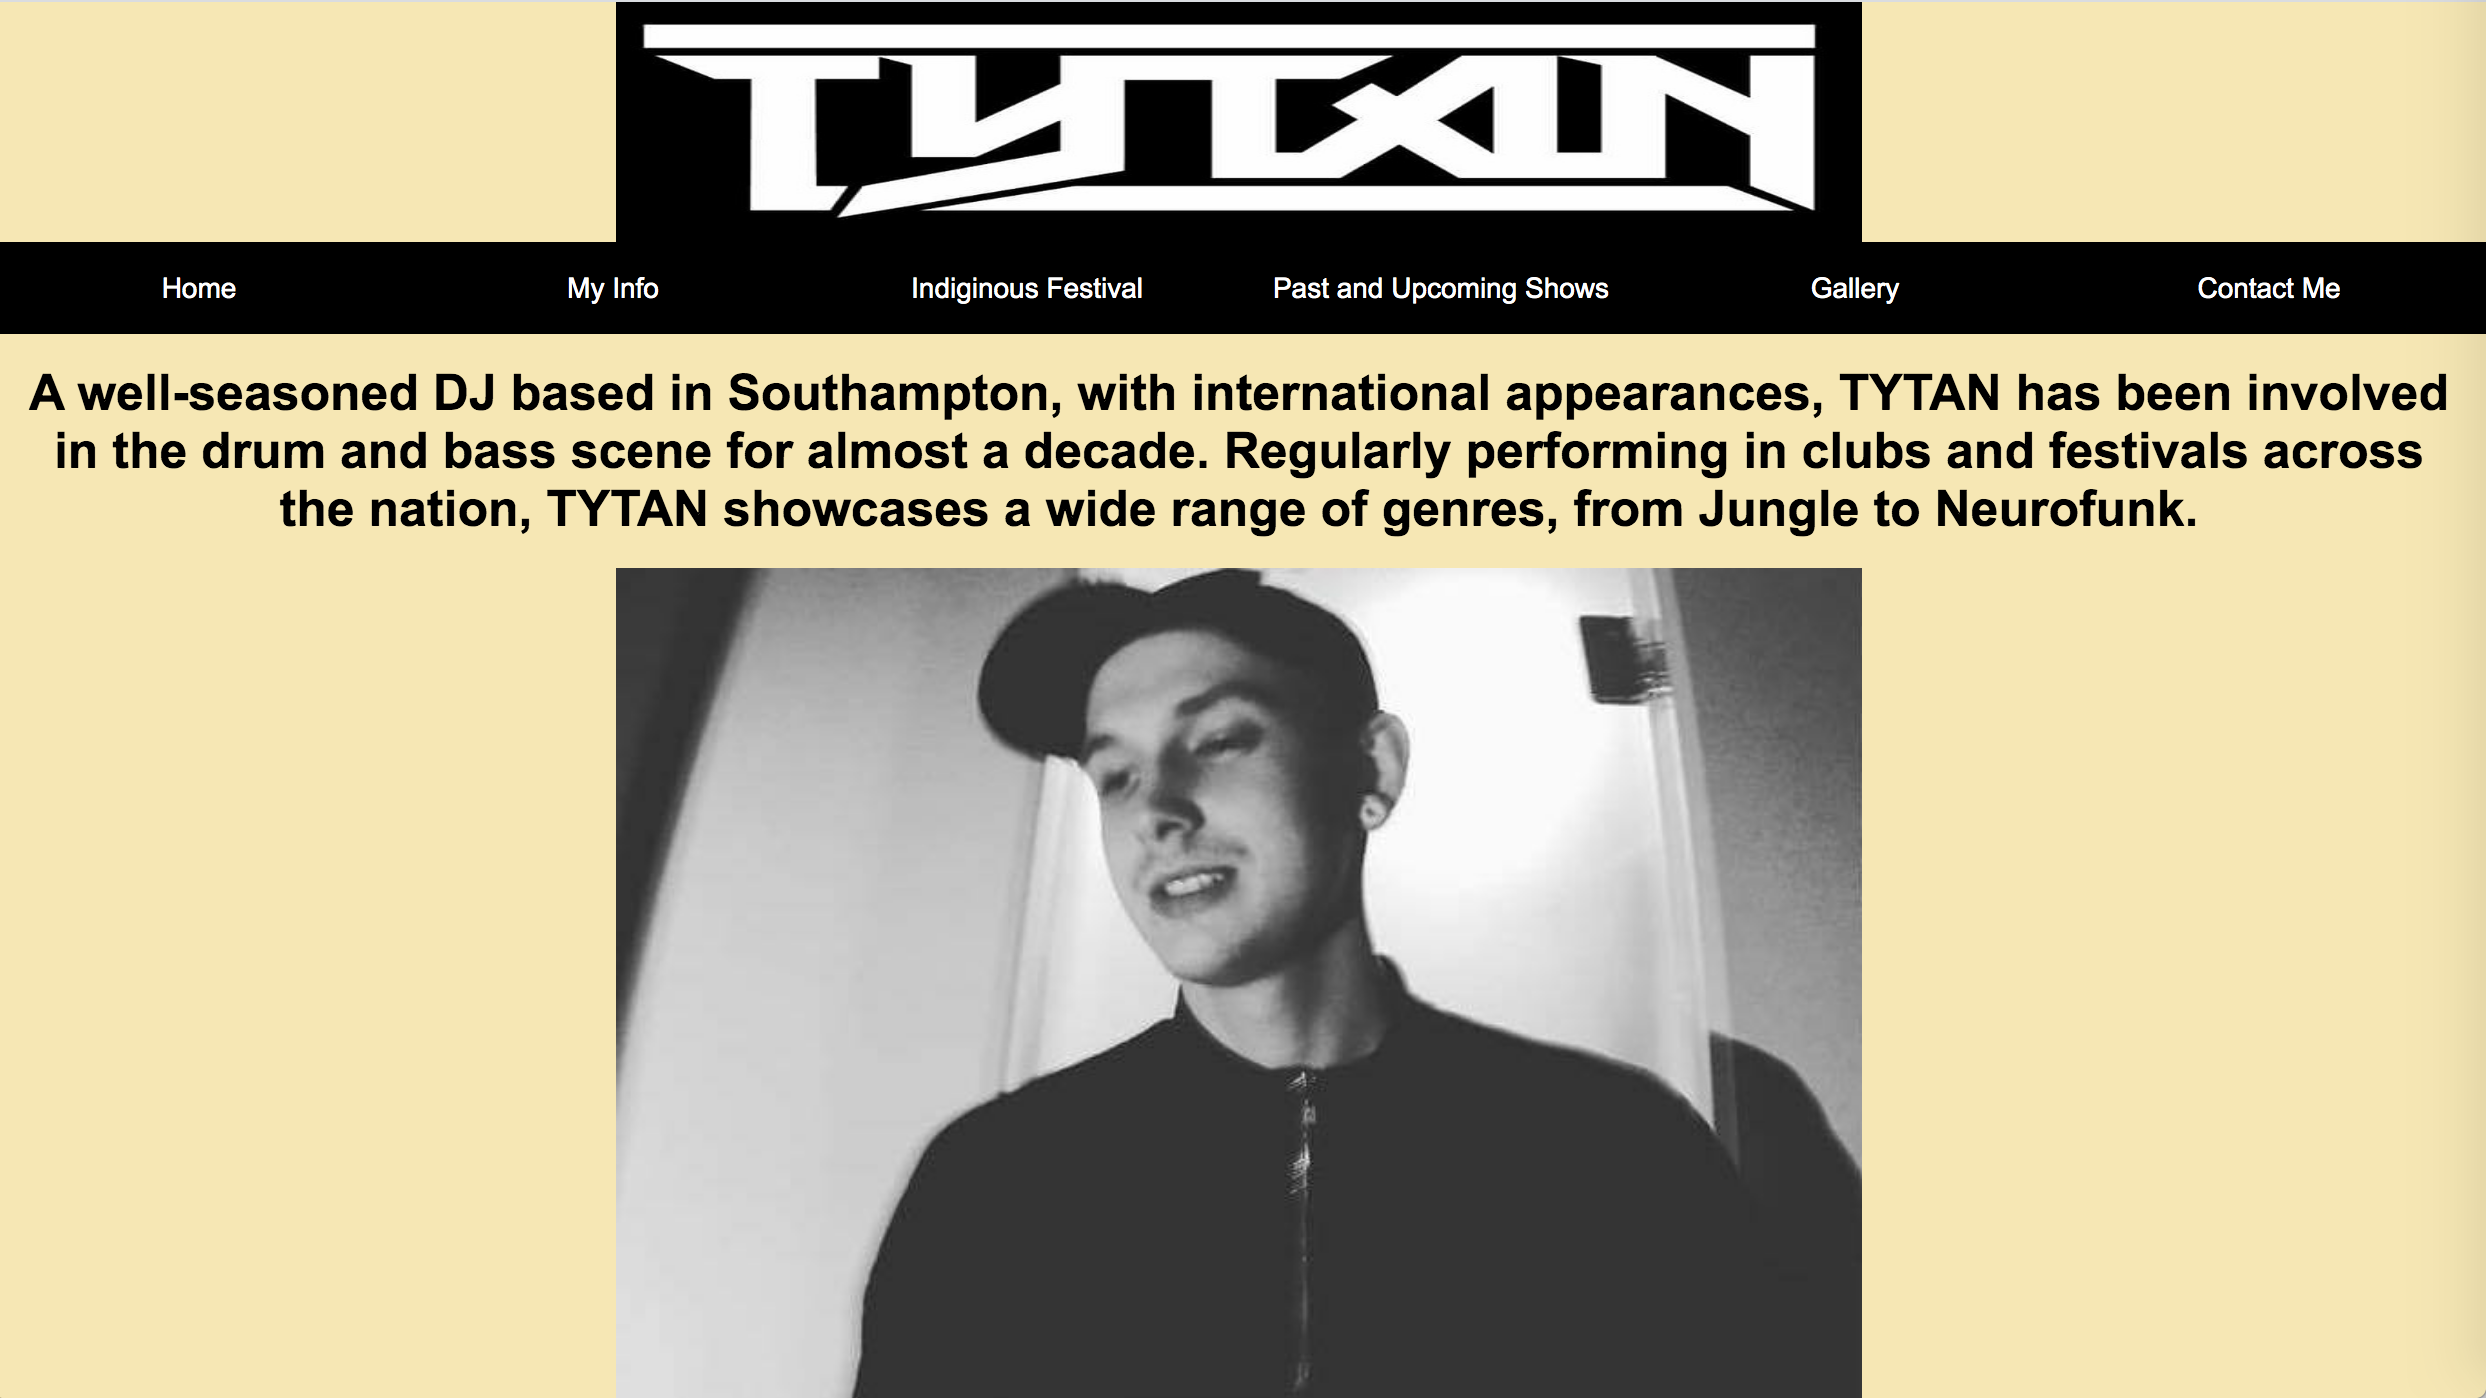 TYTAN
Home My Info Indiginous Festival Past and Upcoming Shows Gallery Contact Me
A well-seasoned DJ based in Southampton, with international appearances, TYTAN has been involved
in the drum and bass scene for almost a decade. Regularly performing in clubs and festivals across
the nation, TYTAN showcases a wide range of genres, from Jungle to Neurofunk.